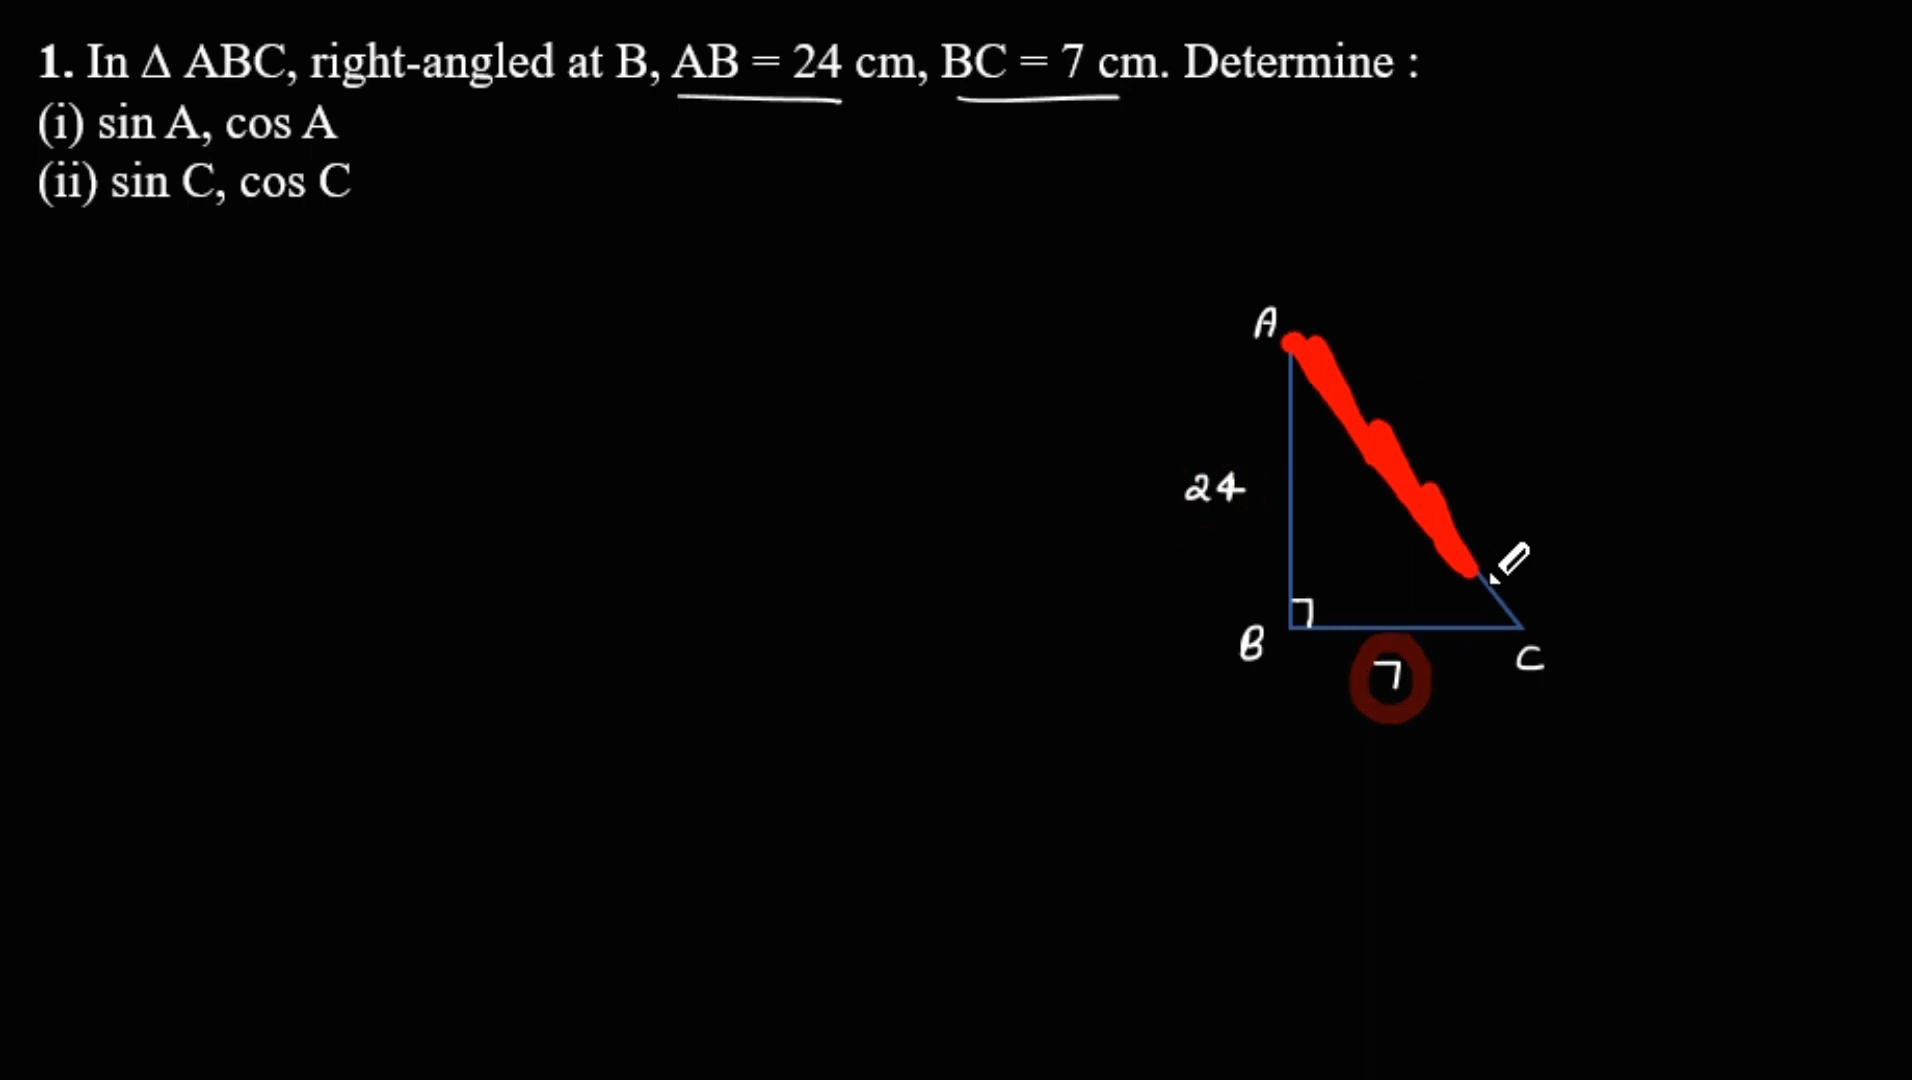 1. In Δ ABC, right-angled at B, AB = 24 cm, BC = 7 cm. Determine :
(i) sin A, cos A
(ii) sin C, cos C
A
24
B
7
C